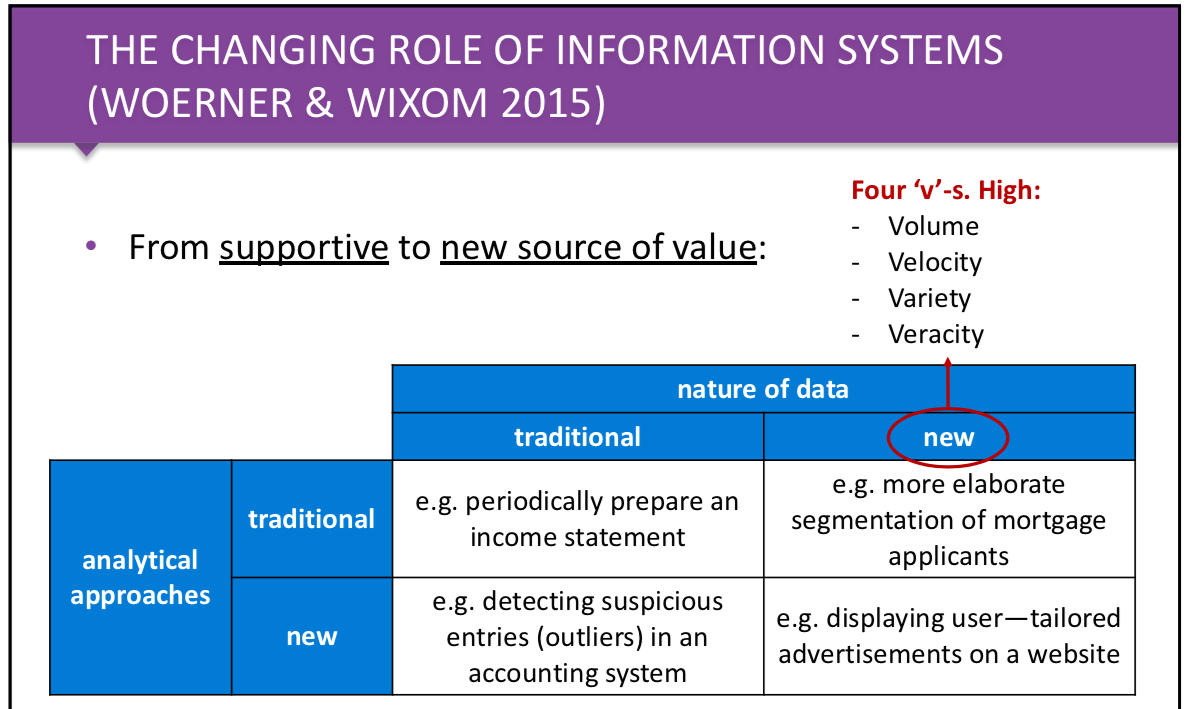 THE CHANGING ROLE OF INFORMATION SYSTEMS
(WOERNER & WIXOM 2015)
• From supportive to new source of value:
Four ‘v’-s. High:
- Volume
- Velocity
- Variety
- Veracity
nature of data
traditional
new
analytical
approaches
traditional
e.g. periodically prepare an
income statement
e.g. more elaborate
segmentation of mortgage
applicants
new
e.g. detecting suspicious
entries (outliers) in an
accounting system
e.g. displaying user—tailored
advertisements on a website